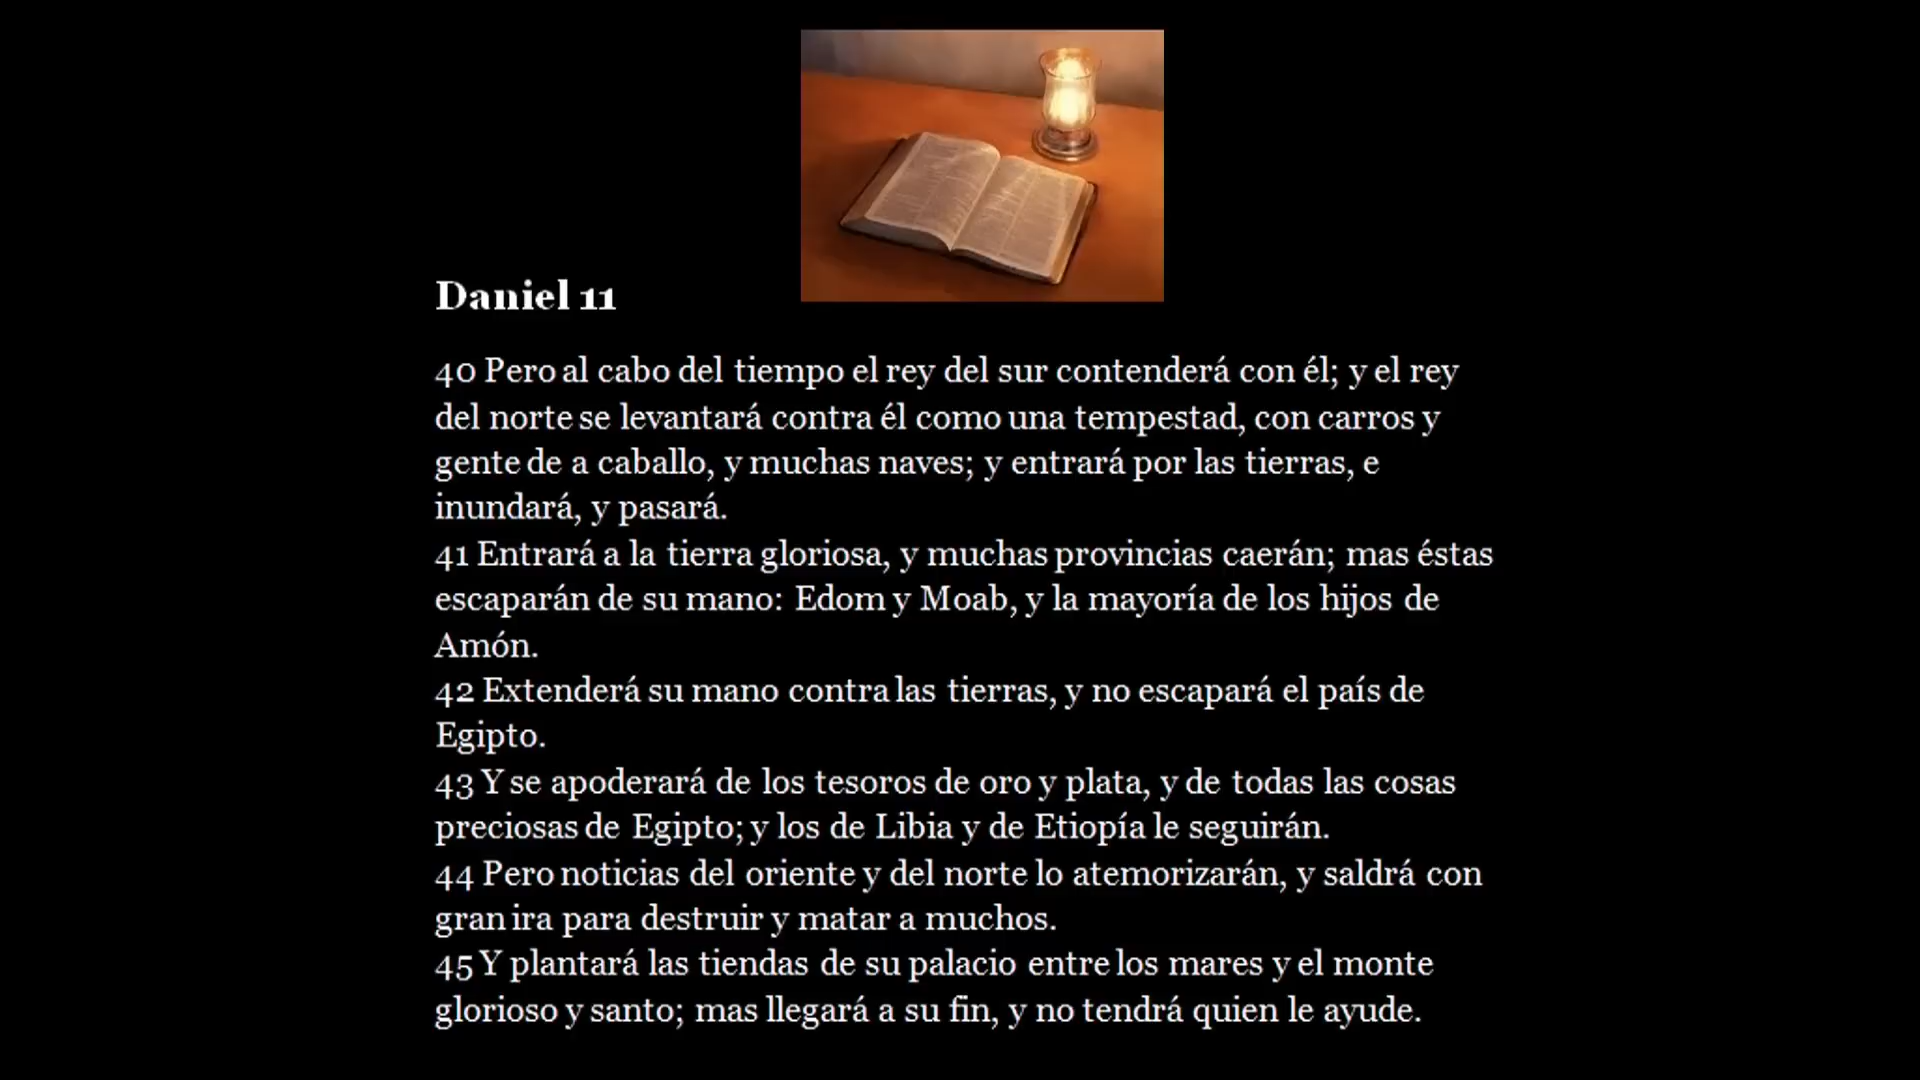 Daniel 11
40 Pero al cabo del tiempo el rey del sur contenderá con él; y el rey
del norte se levantará contra él como una tempestad, con carros y
gente de a caballo, y muchas naves; y entrará por las tierras, e
inundará, y pasará.
41 Entrará a la tierra gloriosa, y muchas provincias caerán; mas éstas
escaparán de su mano: Edom y Moab, y la mayoría de los hijos de
Amón.
42 Extenderá su mano contra las tierras, y no escapará el país de
Egipto.
43 Y se apoderará de los tesoros de oro y plata, y de todas las cosas
preciosas de Egipto; y los de Libia y de Etiopía le seguirán.
44 Pero noticias del oriente y del norte lo atemorizarán, y saldrá con
gran ira para destruir y matar a muchos.
45 Y plantará las tiendas de su palacio entre los mares y el monte
glorioso y santo; mas llegará a su fin, y no tendrá quien le ayude.